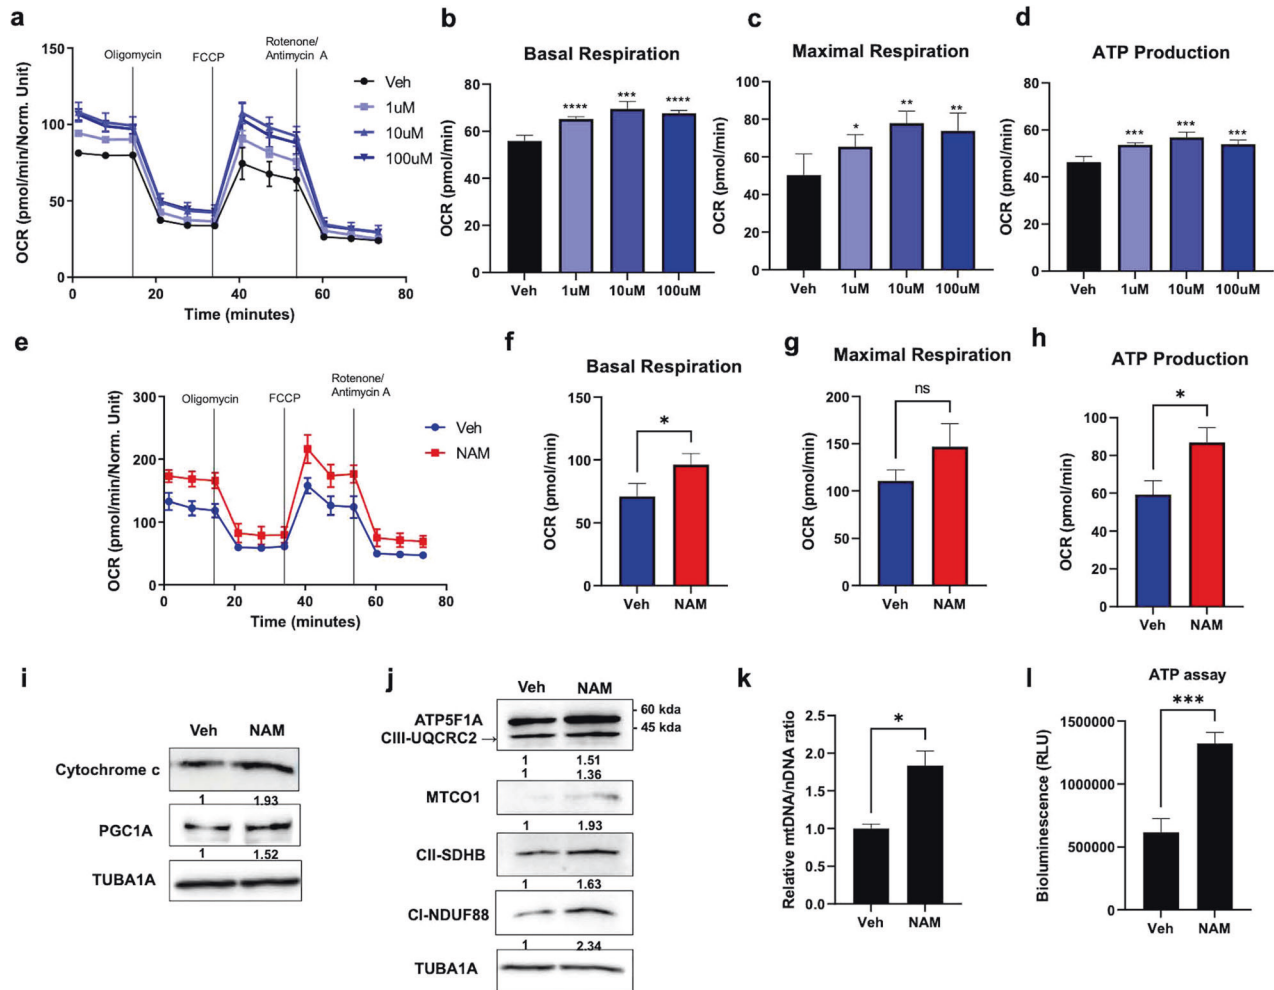 a
OCR (pmol/min/Norm. Unit)
150
100
50
0
Oligomycin
FCCP
Rotenone/
Antimycin A
Veh
1uM
10uM
100uM
0 20 40 60 80
Time (minutes)
b
Basal Respiration
OCR (pmol/min)
80
60
40
20
0
**** *** ****
Veh 1uM 10uM 100uM
c
Maximal Respiration
OCR (pmol/min)
100
80
60
40
20
0
* ** **
Veh 1uM 10uM 100uM
d
ATP Production
OCR (pmol/min)
80
60
40
20
0
*** *** ***
Veh 1uM 10uM 100uM
e
OCR (pmol/min/Norm. Unit)
300
200
100
0
Oligomycin
FCCP
Rotenone/
Antimycin A
Veh
NAM
0 20 40 60 80
Time (minutes)
f
Basal Respiration
OCR (pmol/min)
150
100
50
0
*
Veh NAM
g
Maximal Respiration
OCR (pmol/min)
200
150
100
50
0
ns
Veh NAM
h
ATP Production
OCR (pmol/min)
100
80
60
40
20
0
*
Veh NAM
i
Veh NAM
Cytochrome c
1 1.93
PGC1A
1 1.52
TUBA1A
j
Veh NAM
ATP5F1A
CIII-UQCRC2 →
60 kda
45 kda
1 1.51
1 1.36
MTCO1
1 1.93
CII-SDHB
1 1.63
CI-NDUF88
1 2.34
TUBA1A
k
Relative mtDNA/nDNA ratio
2.5
2.0
1.5
1.0
0.5
0.0
*
Veh NAM
l
ATP assay
Bioluminescence (RLU)
1500000
1000000
500000
0
***
Veh NAM